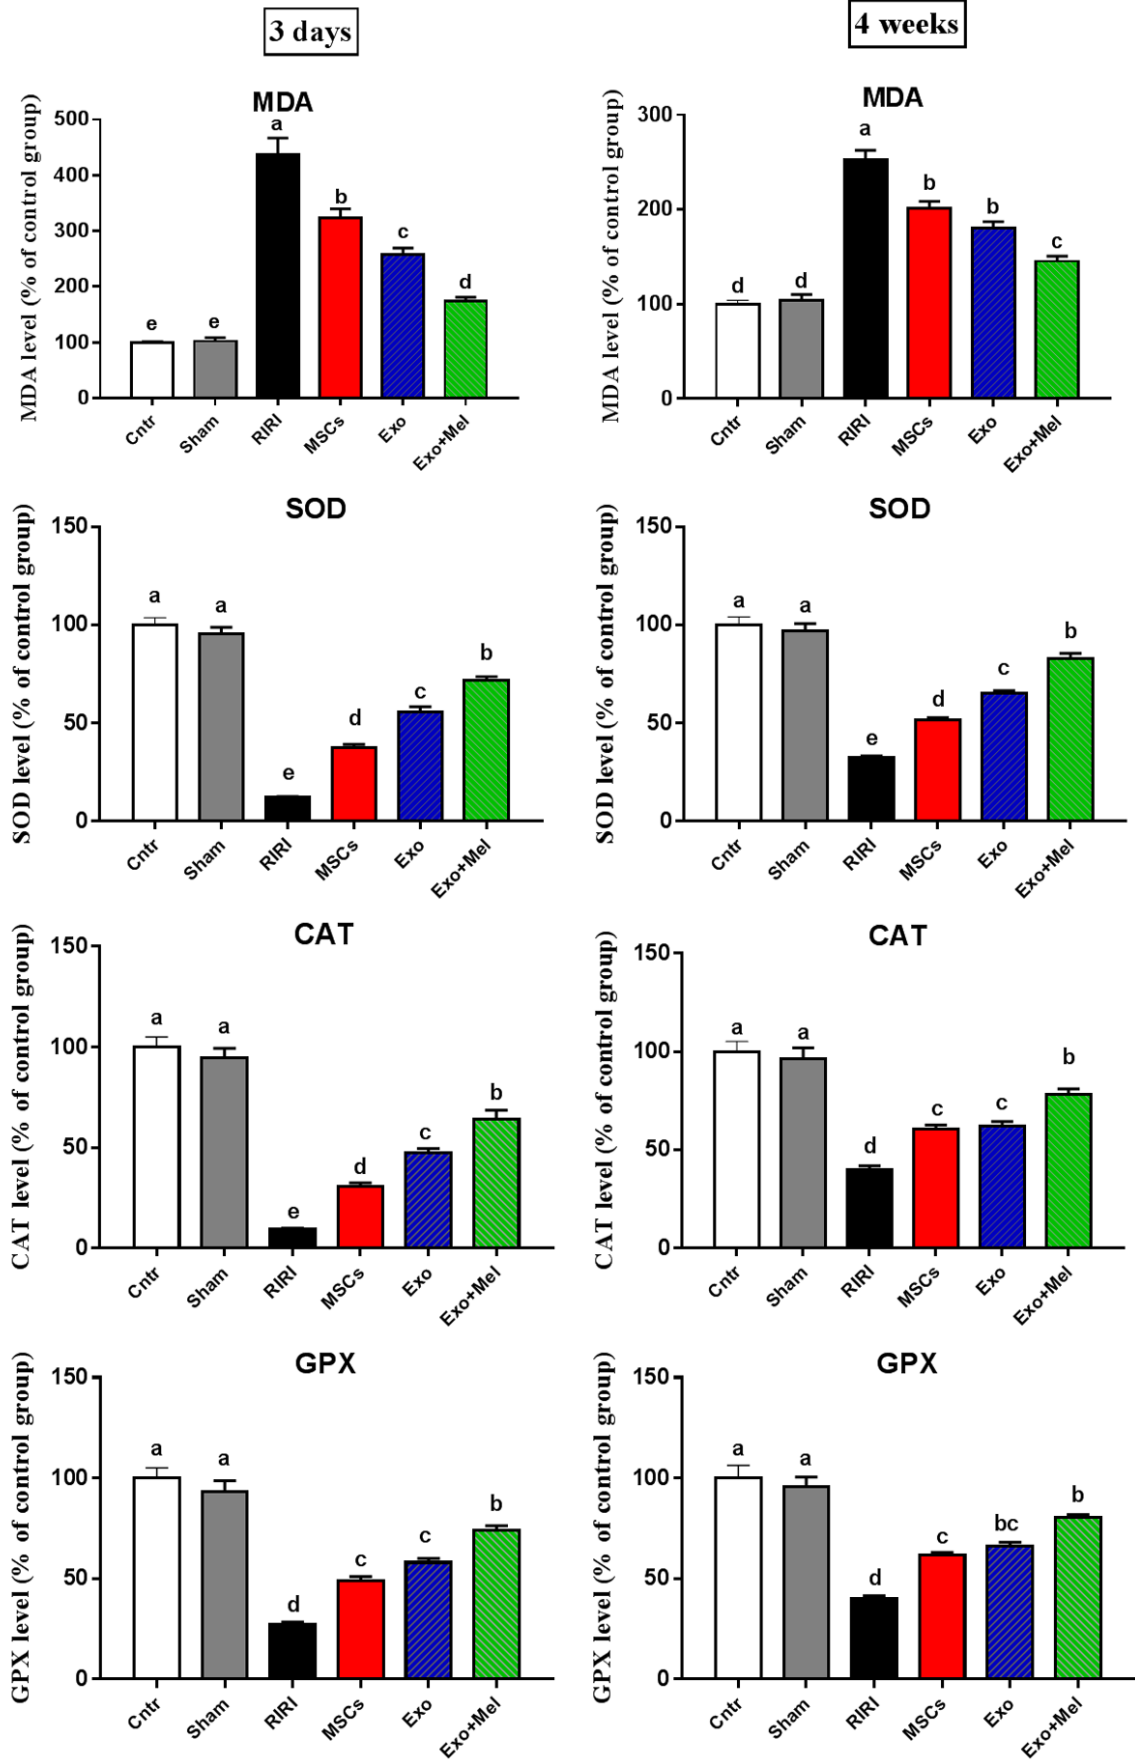 3 days
4 weeks
MDA
MDA level (% of control group)
500
400
300
200
100
0
e
e
a
b
c
d
Cntr
Sham
RIRI
MSCs
Exo
Exo+Mel
MDA
MDA level (% of control group)
300
200
100
0
d
d
a
b
b
c
Cntr
Sham
RIRI
MSCs
Exo
Exo+Mel
SOD
SOD level (% of control group)
150
100
50
0
a
a
e
d
c
b
Cntr
Sham
RIRI
MSCs
Exo
Exo+Mel
SOD
SOD level (% of control group)
150
100
50
0
a
a
e
d
c
b
Cntr
Sham
RIRI
MSCs
Exo
Exo+Mel
CAT
CAT level (% of control group)
150
100
50
0
a
a
e
d
c
b
Cntr
Sham
RIRI
MSCs
Exo
Exo+Mel
CAT
CAT level (% of control group)
150
100
50
0
a
a
d
c
c
b
Cntr
Sham
RIRI
MSCs
Exo
Exo+Mel
GPX
GPX level (% of control group)
150
100
50
0
a
a
d
c
c
b
Cntr
Sham
RIRI
MSCs
Exo
Exo+Mel
GPX
GPX level (% of control group)
150
100
50
0
a
a
d
c
bc
b
Cntr
Sham
RIRI
MSCs
Exo
Exo+Mel